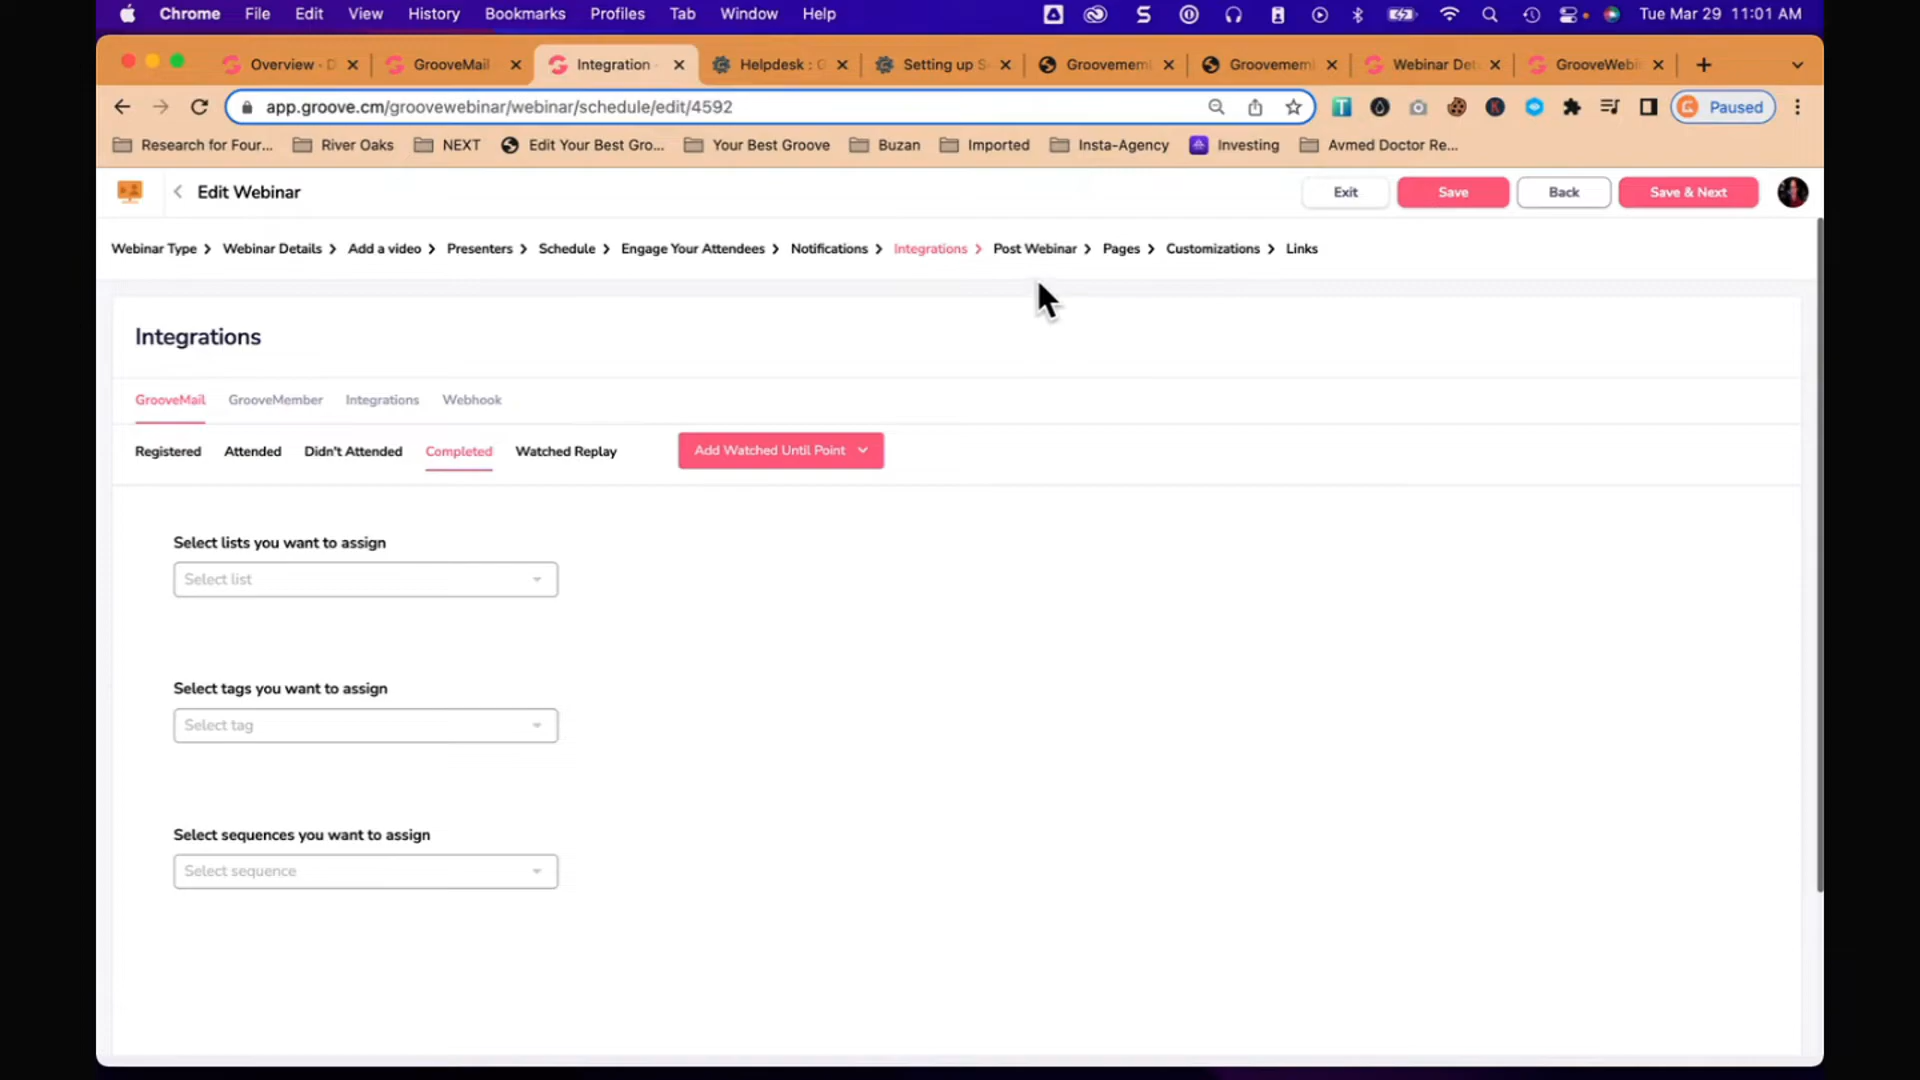 Chrome File Edit View History Bookmarks Profiles Tab Window Help Tue Mar 29 11:01 AM
Overview - D GrooveMail Integration - Helpdesk : G Setting up S Groovemem Groovemem Webinar Det GrooveWebi
app.groove.cm/groovewebinar/webinar/schedule/edit/4592 Paused
Research for Four... River Oaks NEXT Edit Your Best Gro... Your Best Groove Buzan Imported Insta-Agency Investing Avmed Doctor Re...
Edit Webinar Exit Save Back Save & Next
Webinar Type Webinar Details Add a video Presenters Schedule Engage Your Attendees Notifications Integrations Post Webinar Pages Customizations Links
Integrations
GrooveMail GrooveMember Integrations Webhook
Registered Attended Didn't Attended Completed Watched Replay Add Watched Until Point
Select lists you want to assign
Select list
Select tags you want to assign
Select tag
Select sequences you want to assign
Select sequence